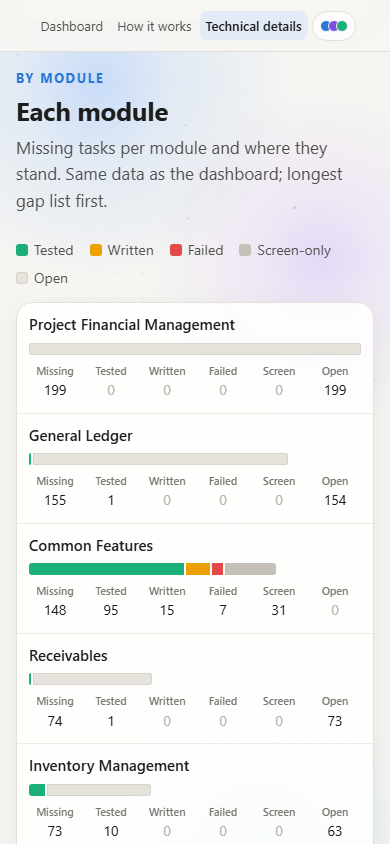 Dashboard How it works Technical details
BY MODULE
Each module
Missing tasks per module and where they
stand. Same data as the dashboard; longest
gap list first.
Tested Written Failed Screen-only
Open
Project Financial Management
Missing Tested Written Failed Screen Open
199 0 0 0 0 199
General Ledger
Missing Tested Written Failed Screen Open
155 1 0 0 0 154
Common Features
Missing Tested Written Failed Screen Open
148 95 15 7 31 0
Receivables
Missing Tested Written Failed Screen Open
74 1 0 0 0 73
Inventory Management
Missing Tested Written Failed Screen Open
73 10 0 0 0 63